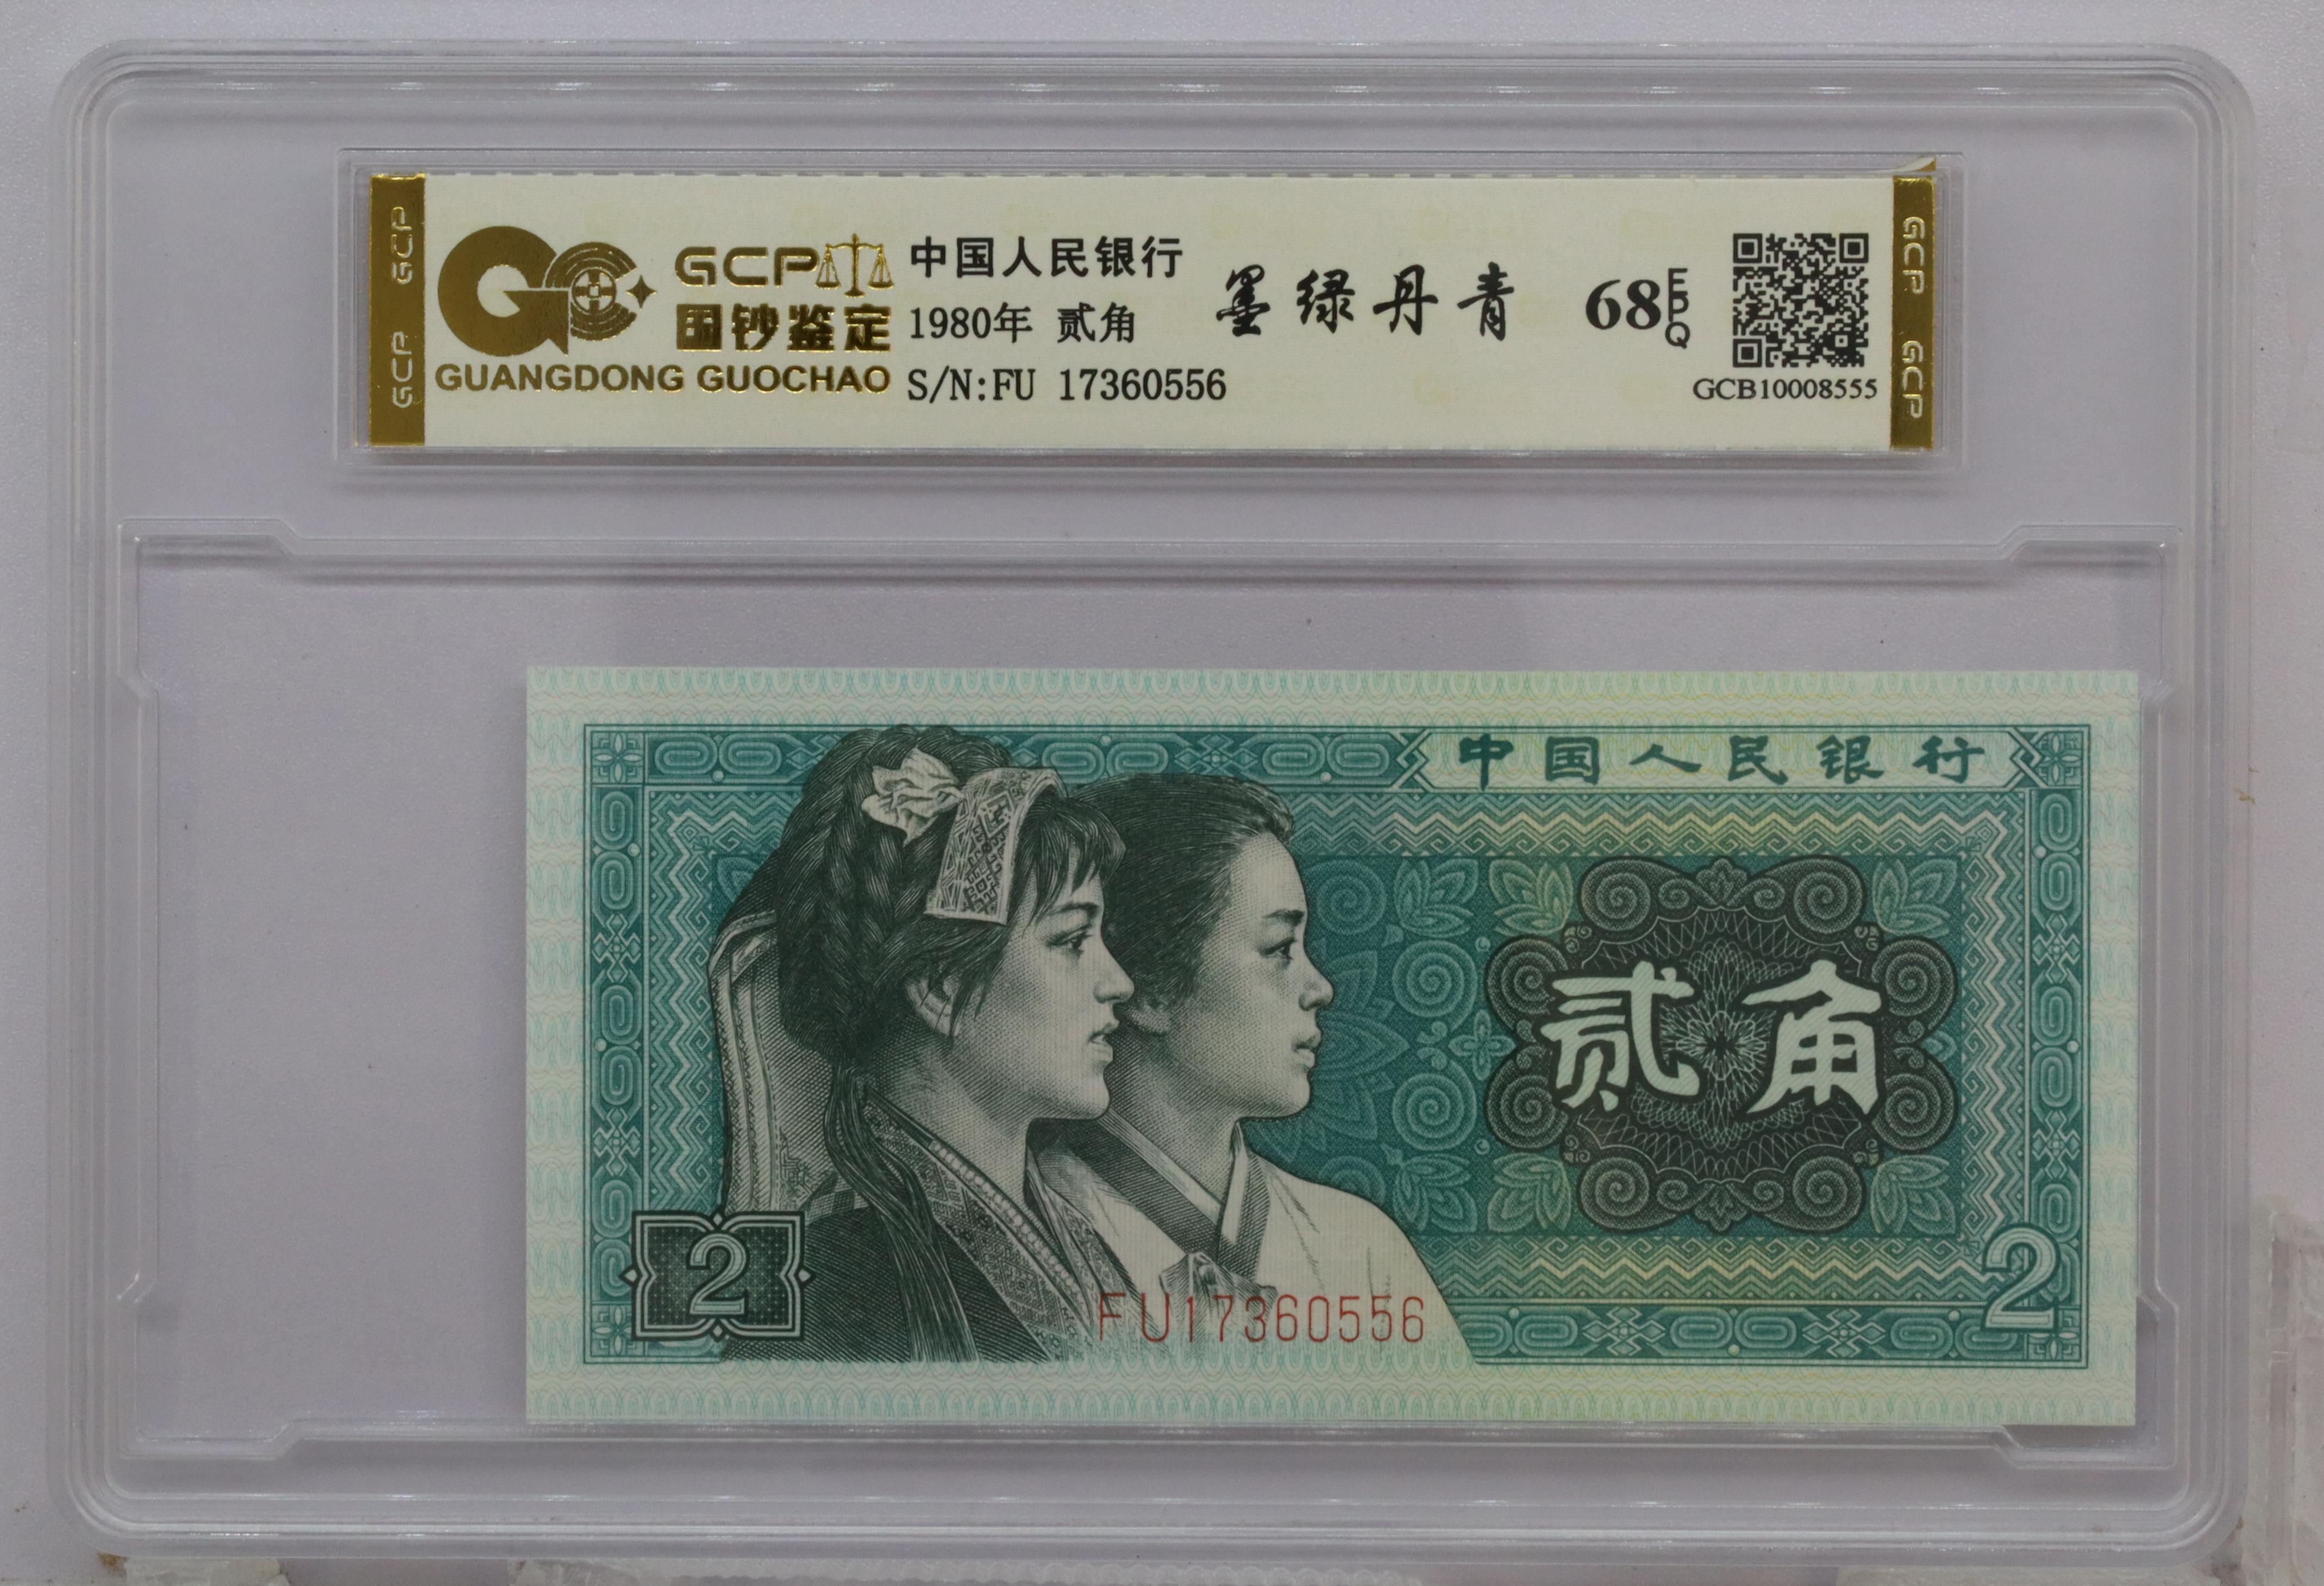 GCP GCP
GCP
国钞鉴定
GUANGDONG GUOCHAO
中国人民银行
1980年 贰角
S/N:FU 17360556
墨绿丹青
68EPQ
GCB10008555
GCP GCP
中国人民银行
贰角
2
FU17360556
2